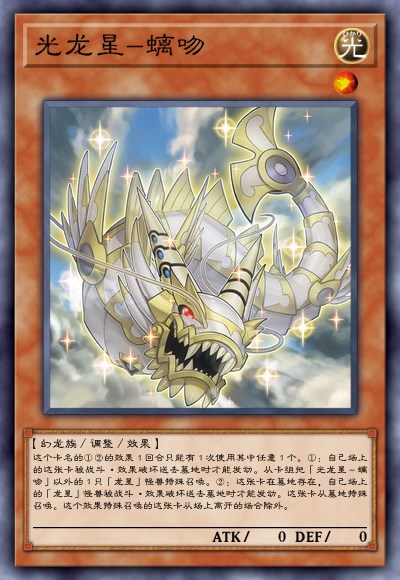 光龙星-螭吻
光
ひかり
【幻龙族／调整／效果】
这个卡名的①②的效果1回合只能有1次使用其中任意1个。①：自己场上
的这张卡被战斗·效果破坏送去墓地时才能发动。从卡组把「光龙星－螭
吻」以外的1只「龙星」怪兽特殊召唤。②：这张卡在墓地存在，自己场上
的「龙星」怪兽被战斗·效果破坏送去墓地时才能发动。这张卡从墓地特殊
召唤。这个效果特殊召唤的这张卡从场上离开的场合除外。
ATK/ 0 DEF/ 0